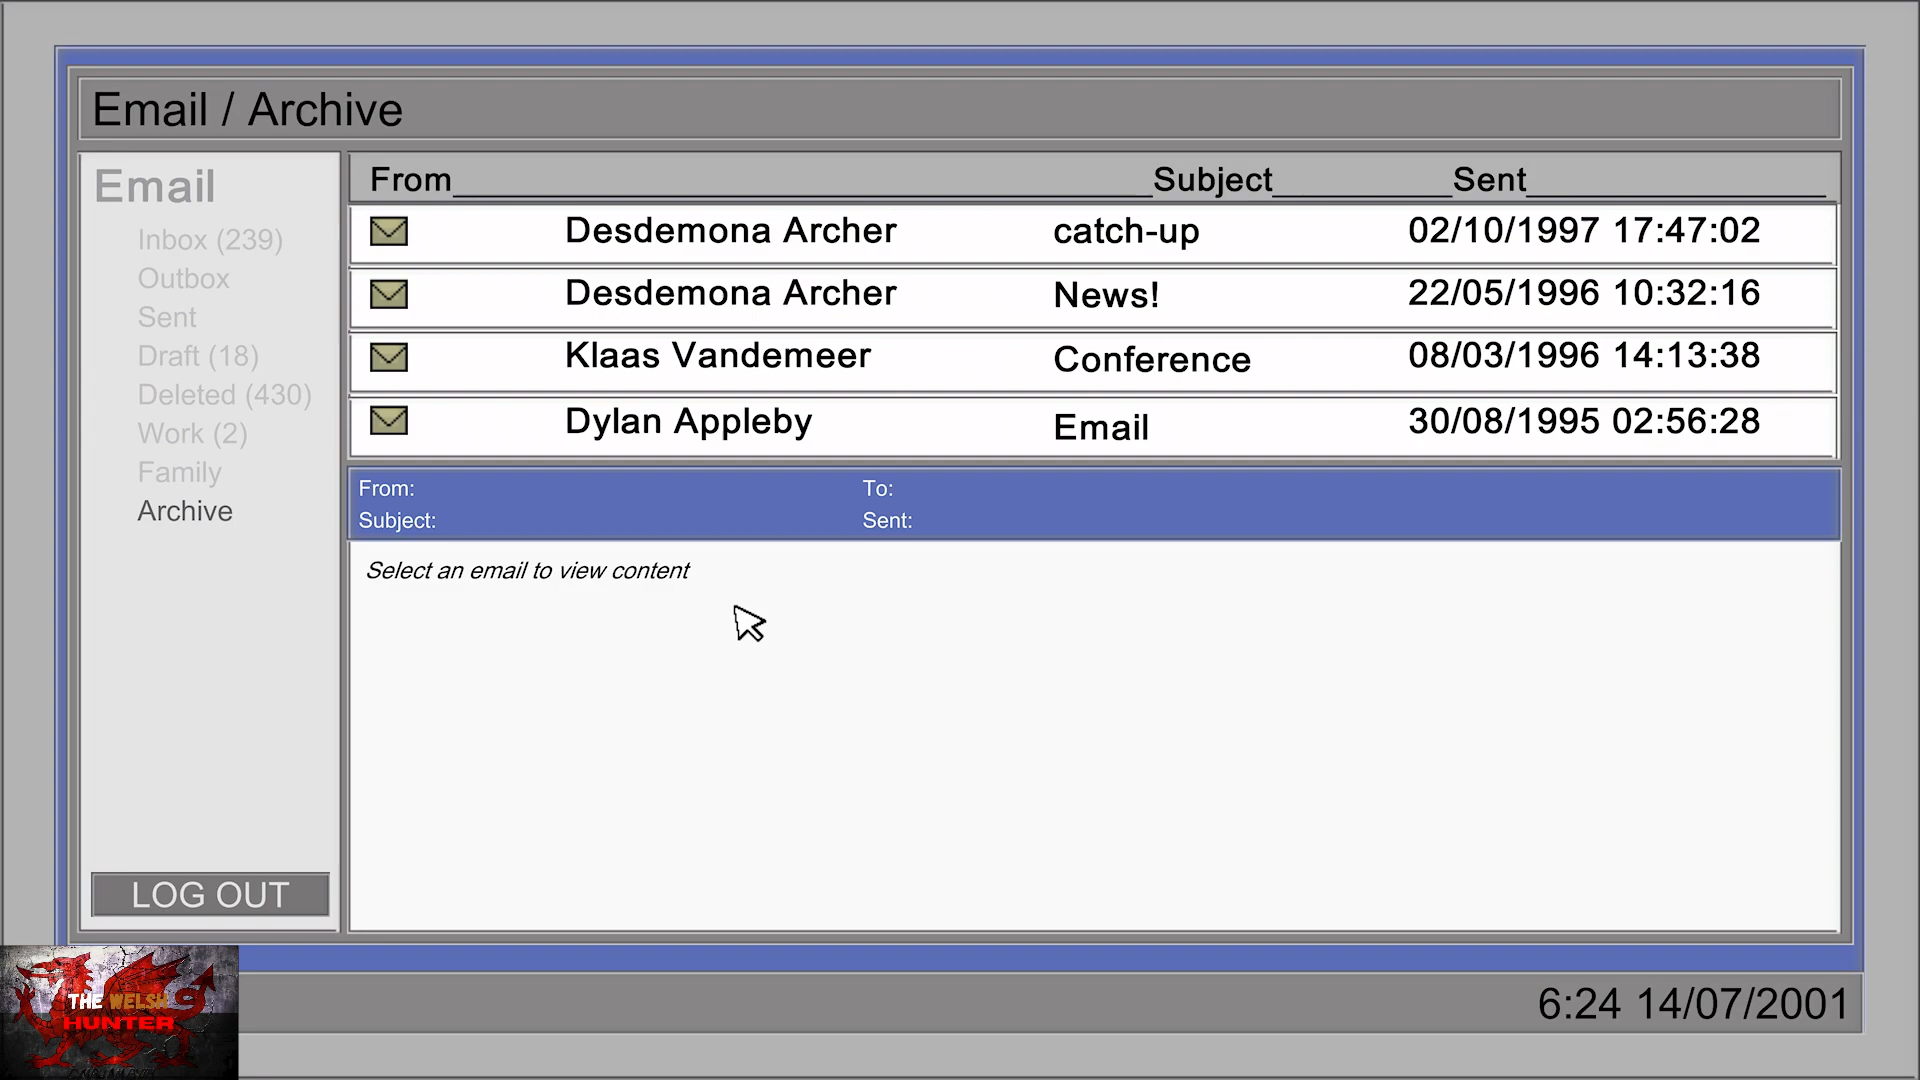 Email / Archive
Email
Inbox (239)
Outbox
Sent
Draft (18)
Deleted (430)
Work (2)
Family
Archive
LOG OUT
From Subject Sent
Desdemona Archer catch-up 02/10/1997 17:47:02
Desdemona Archer News! 22/05/1996 10:32:16
Klaas Vandemeer Conference 08/03/1996 14:13:38
Dylan Appleby Email 30/08/1995 02:56:28
From: To:
Subject: Sent:
Select an email to view content
THE WELSH
HUNTER
6:24 14/07/2001